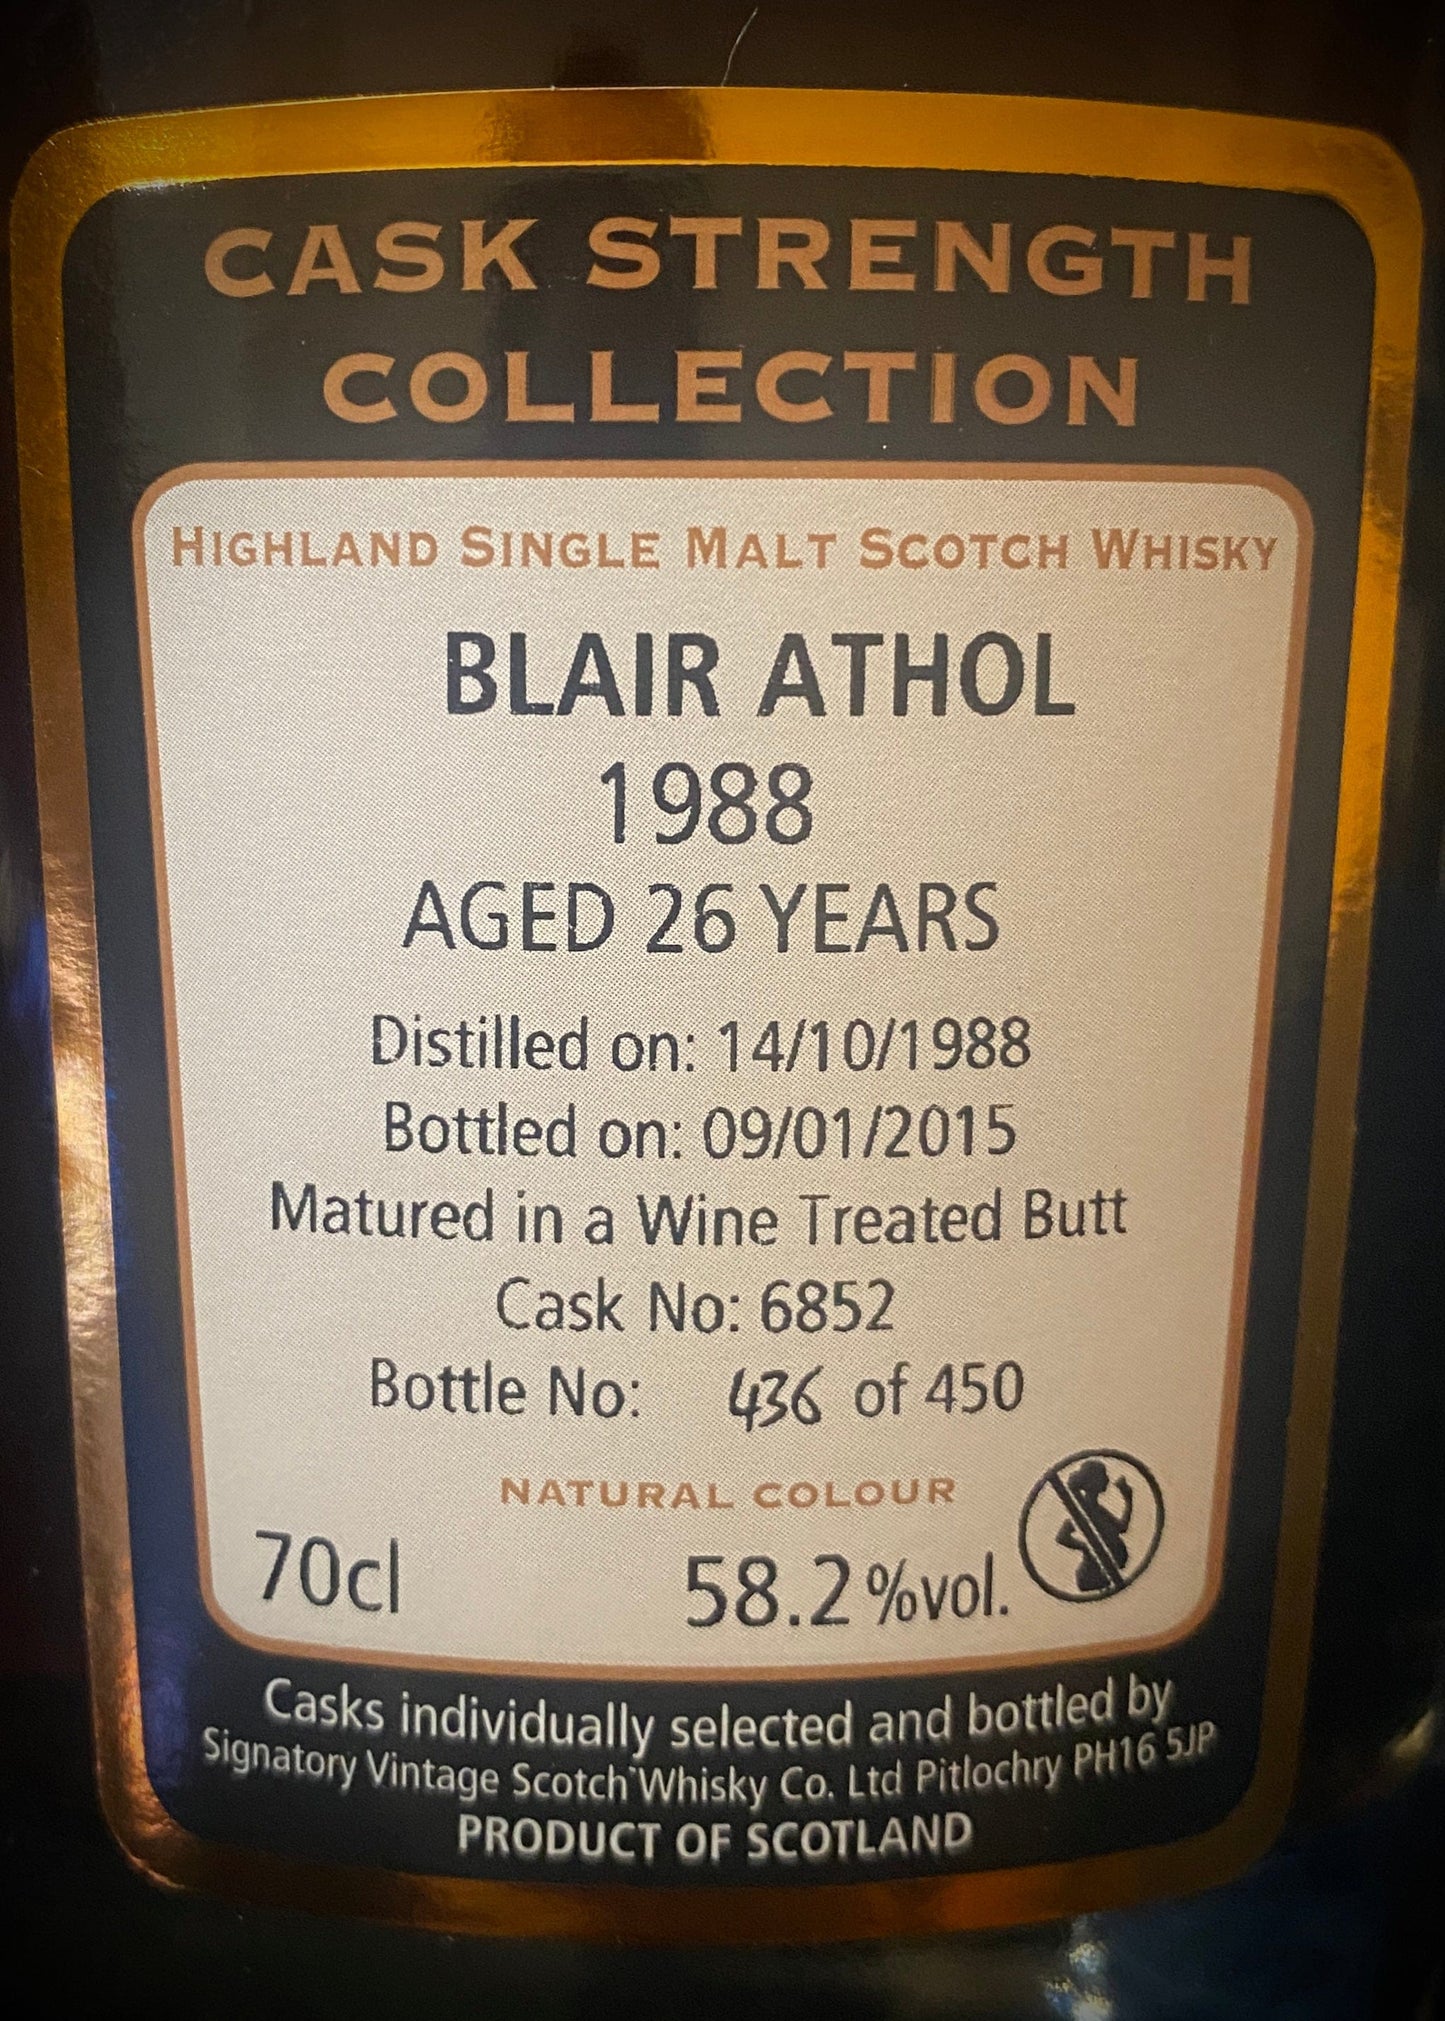 CASK STRENGTH
COLLECTION
HIGHLAND SINGLE MALT SCOTCH WHISKY
BLAIR ATHOL
1988
AGED 26 YEARS
Distilled on: 14/10/1988
Bottled on: 09/01/2015
Matured in a Wine Treated Butt
Cask No: 6852
Bottle No: 436 of 450
NATURAL COLOUR
70cl 58.2%vol.
Casks individually selected and bottled by
Signatory Vintage Scotch Whisky Co. Ltd Pitlochry PH16 5JP
PRODUCT OF SCOTLAND